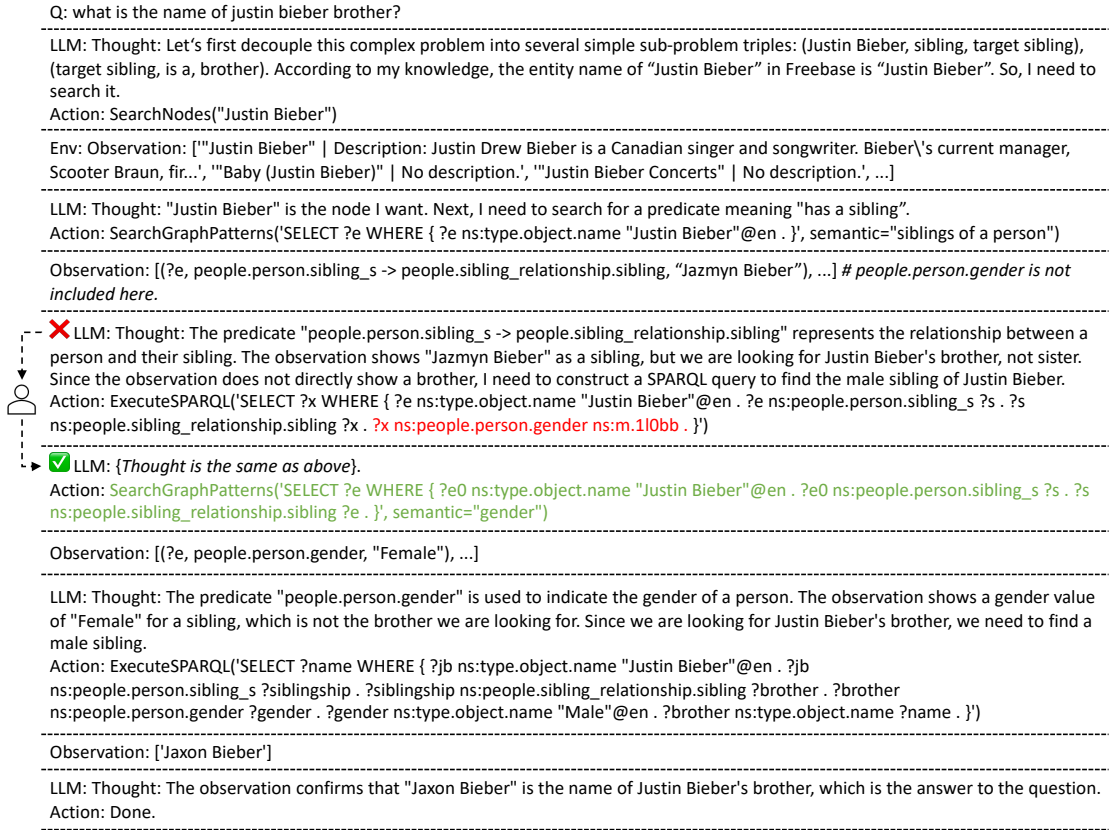 Q: what is the name of justin bieber brother?
LLM: Thought: Let‘s first decouple this complex problem into several simple sub-problem triples: (Justin Bieber, sibling, target sibling),
(target sibling, is a, brother). According to my knowledge, the entity name of “Justin Bieber” in Freebase is “Justin Bieber”. So, I need to
search it.
Action: SearchNodes("Justin Bieber")
Env: Observation: ['"Justin Bieber" | Description: Justin Drew Bieber is a Canadian singer and songwriter. Bieber\'s current manager,
Scooter Braun, fir...', '"Baby (Justin Bieber)" | No description.', '"Justin Bieber Concerts" | No description.', ...]
LLM: Thought: "Justin Bieber" is the node I want. Next, I need to search for a predicate meaning "has a sibling”.
Action: SearchGraphPatterns('SELECT ?e WHERE { ?e ns:type.object.name "Justin Bieber"@en . }', semantic="siblings of a person")
Observation: [(?e, people.person.sibling_s -> people.sibling_relationship.sibling, “Jazmyn Bieber”), ...] # people.person.gender is not
included here.
LLM: Thought: The predicate "people.person.sibling_s -> people.sibling_relationship.sibling" represents the relationship between a
person and their sibling. The observation shows "Jazmyn Bieber" as a sibling, but we are looking for Justin Bieber's brother, not sister.
Since the observation does not directly show a brother, I need to construct a SPARQL query to find the male sibling of Justin Bieber.
Action: ExecuteSPARQL('SELECT ?x WHERE { ?e ns:type.object.name "Justin Bieber"@en . ?e ns:people.person.sibling_s ?s . ?s
ns:people.sibling_relationship.sibling ?x . ?x ns:people.person.gender ns:m.1l0bb . }')
LLM: {Thought is the same as above}.
Action: SearchGraphPatterns('SELECT ?e WHERE { ?e0 ns:type.object.name "Justin Bieber"@en . ?e0 ns:people.person.sibling_s ?s . ?s
ns:people.sibling_relationship.sibling ?e . }', semantic="gender")
Observation: [(?e, people.person.gender, "Female"), ...]
LLM: Thought: The predicate "people.person.gender" is used to indicate the gender of a person. The observation shows a gender value
of "Female" for a sibling, which is not the brother we are looking for. Since we are looking for Justin Bieber's brother, we need to find a
male sibling.
Action: ExecuteSPARQL('SELECT ?name WHERE { ?jb ns:type.object.name "Justin Bieber"@en . ?jb
ns:people.person.sibling_s ?siblingship . ?siblingship ns:people.sibling_relationship.sibling ?brother . ?brother
ns:people.person.gender ?gender . ?gender ns:type.object.name "Male"@en . ?brother ns:type.object.name ?name . }')
Observation: ['Jaxon Bieber']
LLM: Thought: The observation confirms that "Jaxon Bieber" is the name of Justin Bieber's brother, which is the answer to the question.
Action: Done.